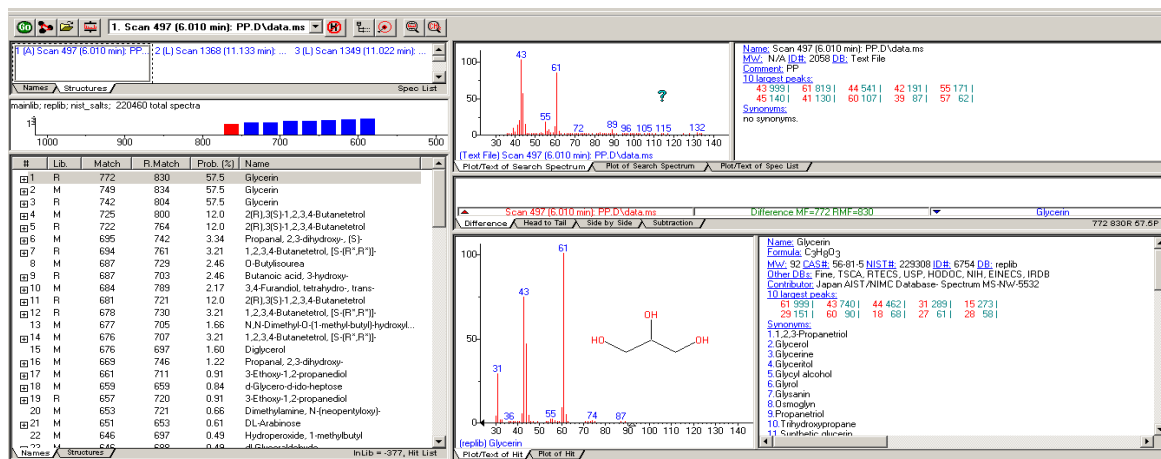 Go
1. Scan 497 (6.010 min): PP.D\data.ms
1 (A) Scan 497 (6.010 min): PP... 2 (L) Scan 1368 (11.133 min): ... 3 (L) Scan 1349 (11.022 min): ...
Names Structures Spec List
mainlib; replib; nist_salts; 220460 total spectra
1000 900 800 700 600 500
# Lib. Match R.Match Prob. (%) Name
1 R 772 830 57.5 Glycerin
2 M 749 834 57.5 Glycerin
3 R 742 804 57.5 Glycerin
4 M 725 800 12.0 2(R),3(S)-1,2,3,4-Butanetetrol
5 R 722 764 12.0 2(R),3(S)-1,2,3,4-Butanetetrol
6 M 695 742 3.34 Propanal, 2,3-dihydroxy-, (S)-
7 R 694 761 3.21 1,2,3,4-Butanetetrol, [S-(R*,R*)]-
8 M 687 729 2.46 O-Butylisourea
9 R 687 703 2.46 Butanoic acid, 3-hydroxy-
10 M 684 789 2.17 3,4-Furandiol, tetrahydro-, trans-
11 R 681 721 12.0 2(R),3(S)-1,2,3,4-Butanetetrol
12 R 678 730 3.21 1,2,3,4-Butanetetrol, [S-(R*,R*)]-
13 M 677 705 1.66 N,N-Dimethyl-O-(1-methyl-butyl)-hydroxyl...
14 M 676 707 3.21 1,2,3,4-Butanetetrol, [S-(R*,R*)]-
15 M 676 697 1.60 Diglycerol
16 M 669 746 1.22 Propanal, 2,3-dihydroxy-
17 M 661 711 0.91 3-Ethoxy-1,2-propanediol
18 M 659 659 0.84 d-Glycero-d-ido-heptose
19 R 657 720 0.91 3-Ethoxy-1,2-propanediol
20 M 653 721 0.66 Dimethylamine, N-(neopentyloxy)-
21 M 651 653 0.61 DL-Arabinose
22 M 646 697 0.49 Hydroperoxide, 1-methylbutyl
Names Structures InLib = -377, Hit List
100
50
0
43
61
55
72
89
96
105
115
132
?
30 40 50 60 70 80 90 100 110 120 130 140
(Text File) Scan 497 (6.010 min): PP.D\data.ms
Plot/Text of Search Spectrum Plot of Search Spectrum Plot/Text of Spec List
Name: Scan 497 (6.010 min): PP.D\data.ms
MW: N/A ID#: 2058 DB: Text File
Comment: PP
10 largest peaks:
43 999 | 61 819 | 44 541 | 42 191 | 55 171 |
45 140 | 41 130 | 60 107 | 39 87 | 57 62 |
Synonyms:
no synonyms.
Scan 497 (6.010 min): PP.D\data.ms Difference MF=772 RMF=830 Glycerin
Difference Head to Tail Side by Side Subtraction 772 830R 57.5P
100
50
0
61
43
31
36
55
74
87
OH
HO
OH
30 40 50 60 70 80 90 100 110 120 130 140
(replib) Glycerin
Plot/Text of Hit Plot of Hit
Name: Glycerin
Formula: C3H8O3
MW: 92 CAS#: 56-81-5 NIST#: 229308 ID#: 6754 DB: replib
Other DBs: Fine, TSCA, RTECS, USP, HODOC, NIH, EINECS, IRDB
Contributor: Japan AIST/NIMC Database- Spectrum MS-NW-5532
10 largest peaks:
61 999 | 43 740 | 44 462 | 31 289 | 15 273 |
29 151 | 60 90 | 18 68 | 27 61 | 28 58 |
Synonyms:
1.1,2,3-Propanetriol
2.Glycerol
3.Glycerine
4.Glyceritol
5.Glycyl alcohol
6.Glyrol
7.Glysanin
8.Osmoglyn
9.Propanetriol
10.Trihydroxypropane
11.Synthetic glycerin